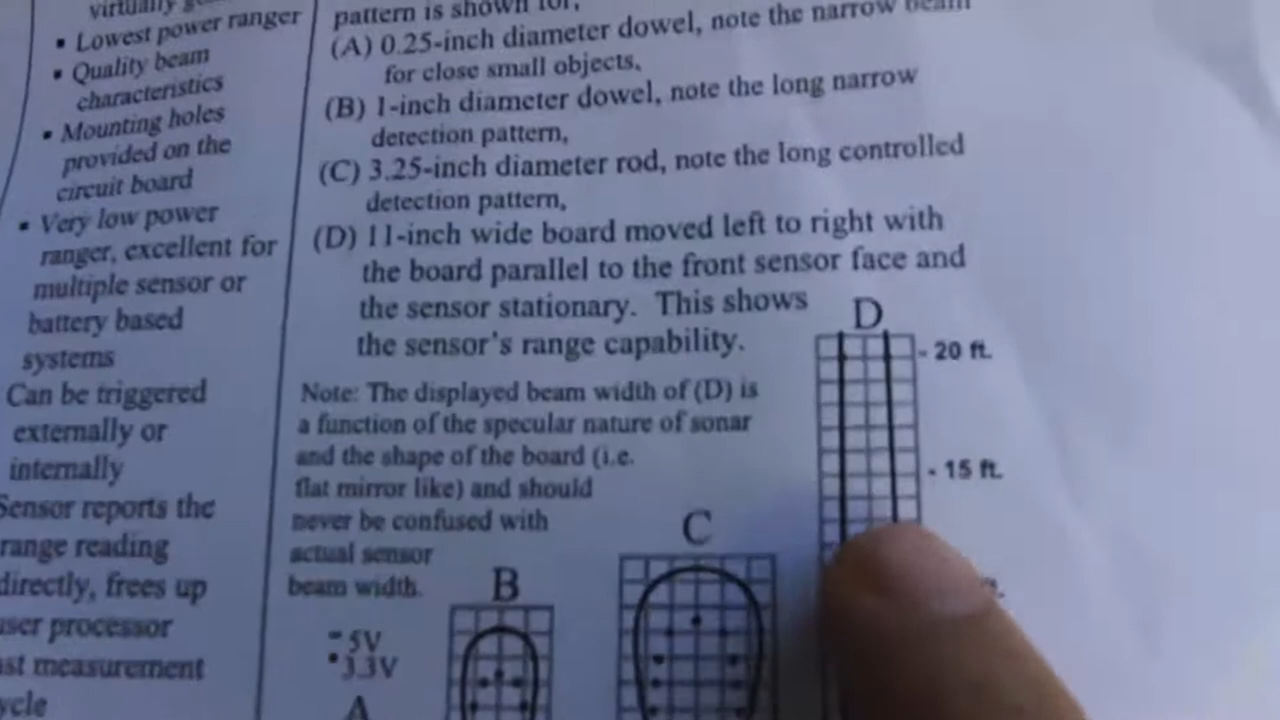 virtually
• Lowest power ranger
• Quality beam
characteristics
• Mounting holes
provided on the
circuit board
• Very low power
ranger, excellent for
multiple sensor or
battery based
systems
Can be triggered
externally or
internally
Sensor reports the
range reading
directly, frees up
user processor
measurement
pattern is shown for,
(A) 0.25-inch diameter dowel, note the narrow beam
for close small objects,
(B) 1-inch diameter dowel, note the long narrow
detection pattern,
(C) 3.25-inch diameter rod, note the long controlled
detection pattern,
(D) 11-inch wide board moved left to right with
the board parallel to the front sensor face and
the sensor stationary. This shows
the sensor's range capability.
Note: The displayed beam width of (D) is
a function of the specular nature of sonar
and the shape of the board (i.e.
flat mirror like) and should
never be confused with
actual sensor
beam width.
- 5V
• 3.3V
A
B
C
D
- 20 ft.
- 15 ft.